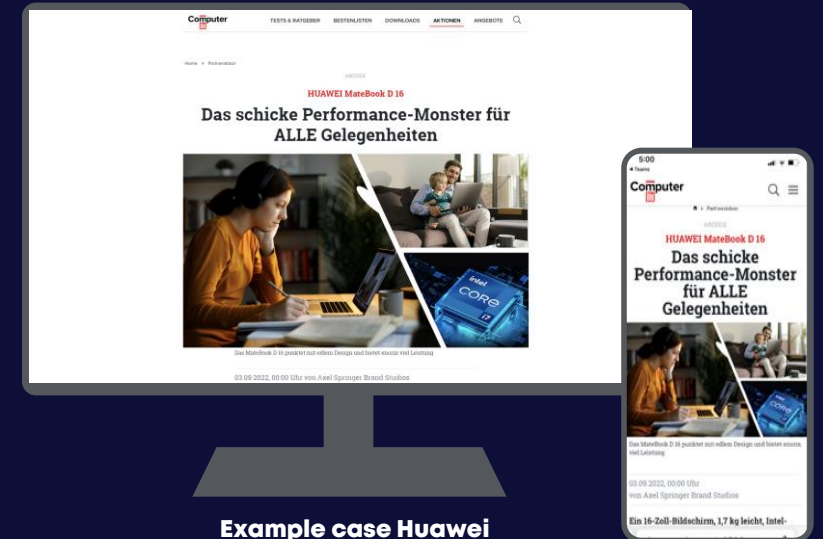 Computer
Bild
TESTS & RATGEBER BESTENLISTEN DOWNLOADS AKTIONEN ANGEBOTE
Home > Partneraktion
ANZEIGE
HUAWEI MateBook D 16
Das schicke Performance-Monster für
ALLE Gelegenheiten
intel
CORE
i7
Das MateBook D 16 punktet mit edlem Design und bietet enorm viel Leistung
03.09.2022, 00:00 Uhr von Axel Springer Brand Studios
5:00
Teams
Computer
Bild
> Partneraktion
ANZEIGE
HUAWEI MateBook D 16
Das schicke
Performance-Monster
für ALLE
Gelegenheiten
intel
CORE
Das MateBook D 16 punktet mit edlem Design und bietet enorm
viel Leistung
03.09.2022, 00:00 Uhr
von Axel Springer Brand Studios
Ein 16-Zoll-Bildschirm, 1,7 kg leicht, Intel-
Example case Huawei